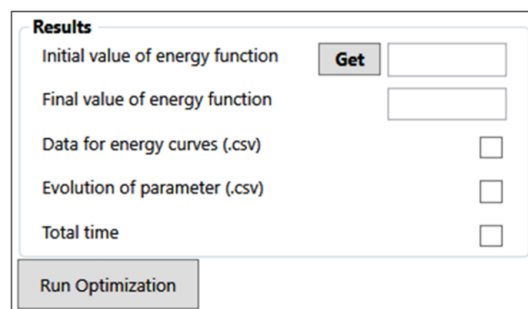 Results
Initial value of energy function Get
Final value of energy function
Data for energy curves (.csv)
Evolution of parameter (.csv)
Total time
Run Optimization